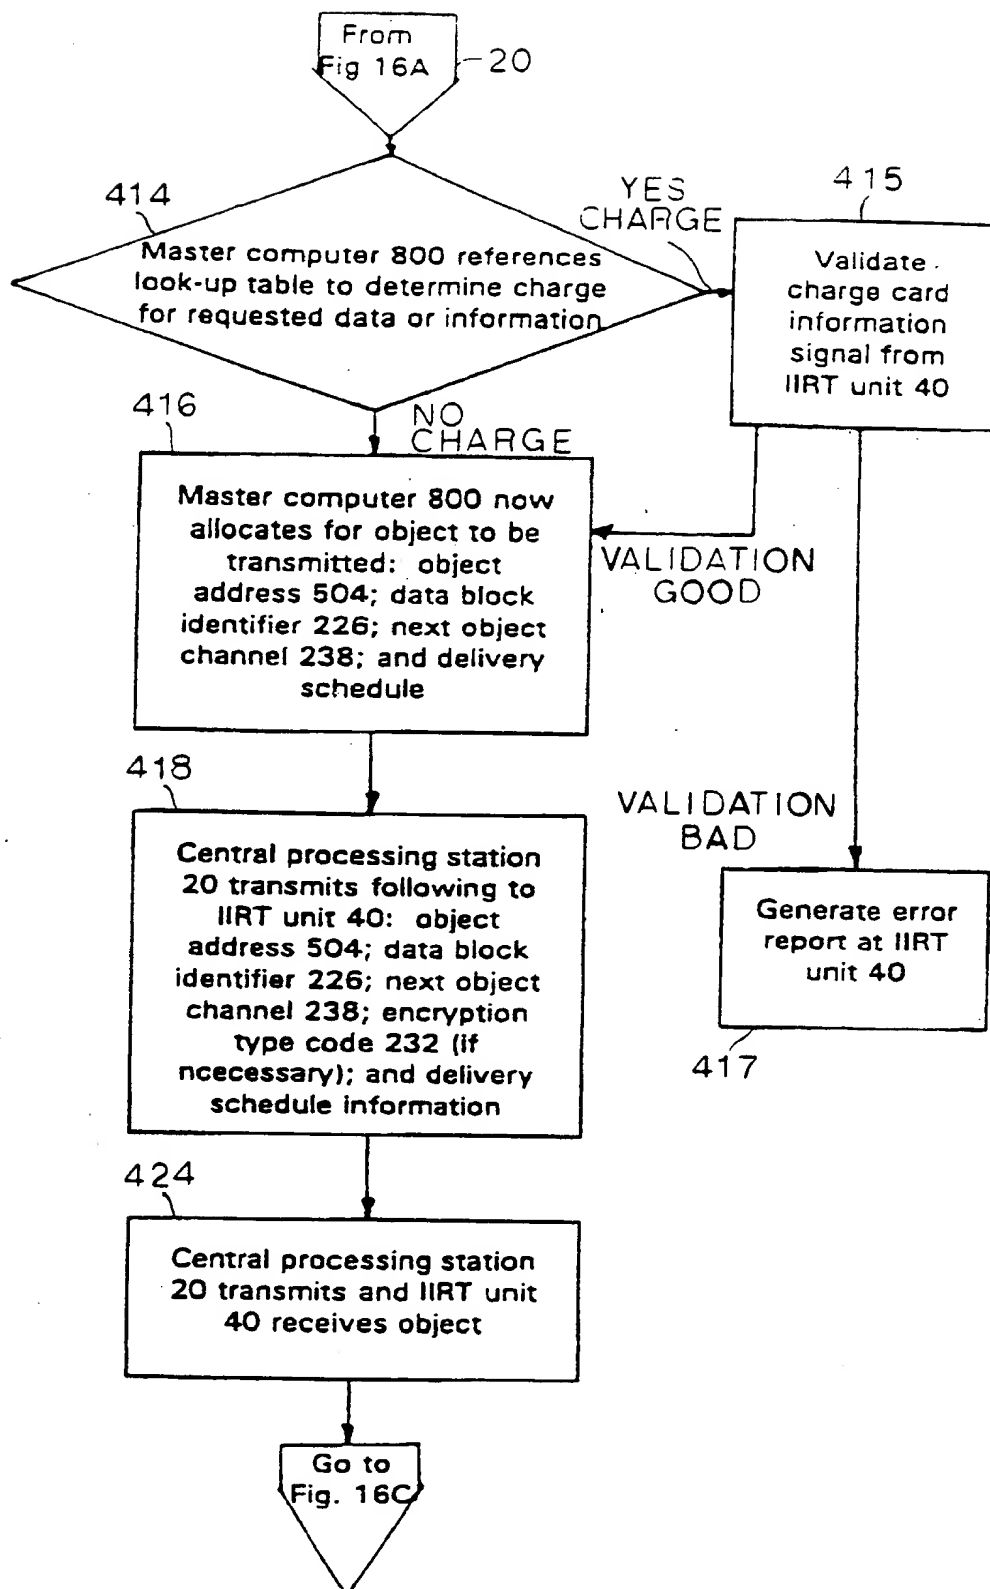 From
Fig 16A
20
414
Master computer 800 references
look-up table to determine charge
for requested data or information
YES
CHARGE
415
Validate
charge card
information
signal from
IIRT unit 40
416
NO
CHARGE
Master computer 800 now
allocates for object to be
transmitted: object
address 504; data block
identifier 226; next object
channel 238; and delivery
schedule
VALIDATION
GOOD
418
Central processing station
20 transmits following to
IIRT unit 40: object
address 504; data block
identifier 226; next object
channel 238; encryption
type code 232 (if
ncecessary); and delivery
schedule information
VALIDATION
BAD
Generate error
report at IIRT
unit 40
417
424
Central processing station
20 transmits and IIRT unit
40 receives object
Go to
Fig. 16C